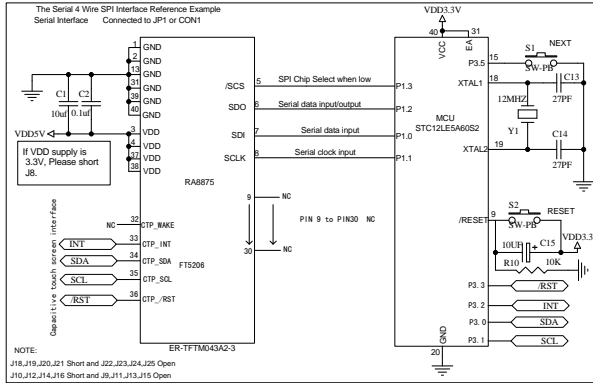 The Serial 4 Wire SPI Interface Reference Example
Serial Interface Connected to JP1 or CON1
VDD3.3V
1 GND
2 GND
13 GND
31 GND
39 GND
40 GND
3 VDD
4 VDD
37 VDD
38 VDD
C1
10uf
C2
0.1uf
VDD5V
If VDD supply is
3.3V, Please short
J8.
RA8875
/SCS 5 SPI Chip Select when low P1.3
SDO 6 Serial data input/output P1.2
SDI 7 Serial data input P1.0
SCLK 8 Serial clock input P1.1
9 NC
PIN 9 to PIN30 NC
30 NC
Capacitive touch screen interface
NC 32 CTP_WAKE
INT 33 CTP_INT
SDA 34 CTP_SDA
SCL 35 CTP_SCL
/RST 36 CTP_/RST
FT5206
ER-TFTM043A2-3
40 31
VCC
EA
MCU
STC12LE5A60S2
P3.5 15
S1 NEXT
SW-PB
XTAL1 18
C13
27PF
12MHZ
Y1
XTAL2 19
C14
27PF
/RESET 9
S2
RESET
SW-PB
10UF + C15
VDD3.3
R10 10K
P3.3 /RST
P3.2 INT
P3.0 SDA
P3.1 SCL
GND
20
NOTE:
J18,J19,J20,J21 Short and J22,J23,J24,J25 Open
J10,J12,J14,J16 Short and J9,J11,J13,J15 Open